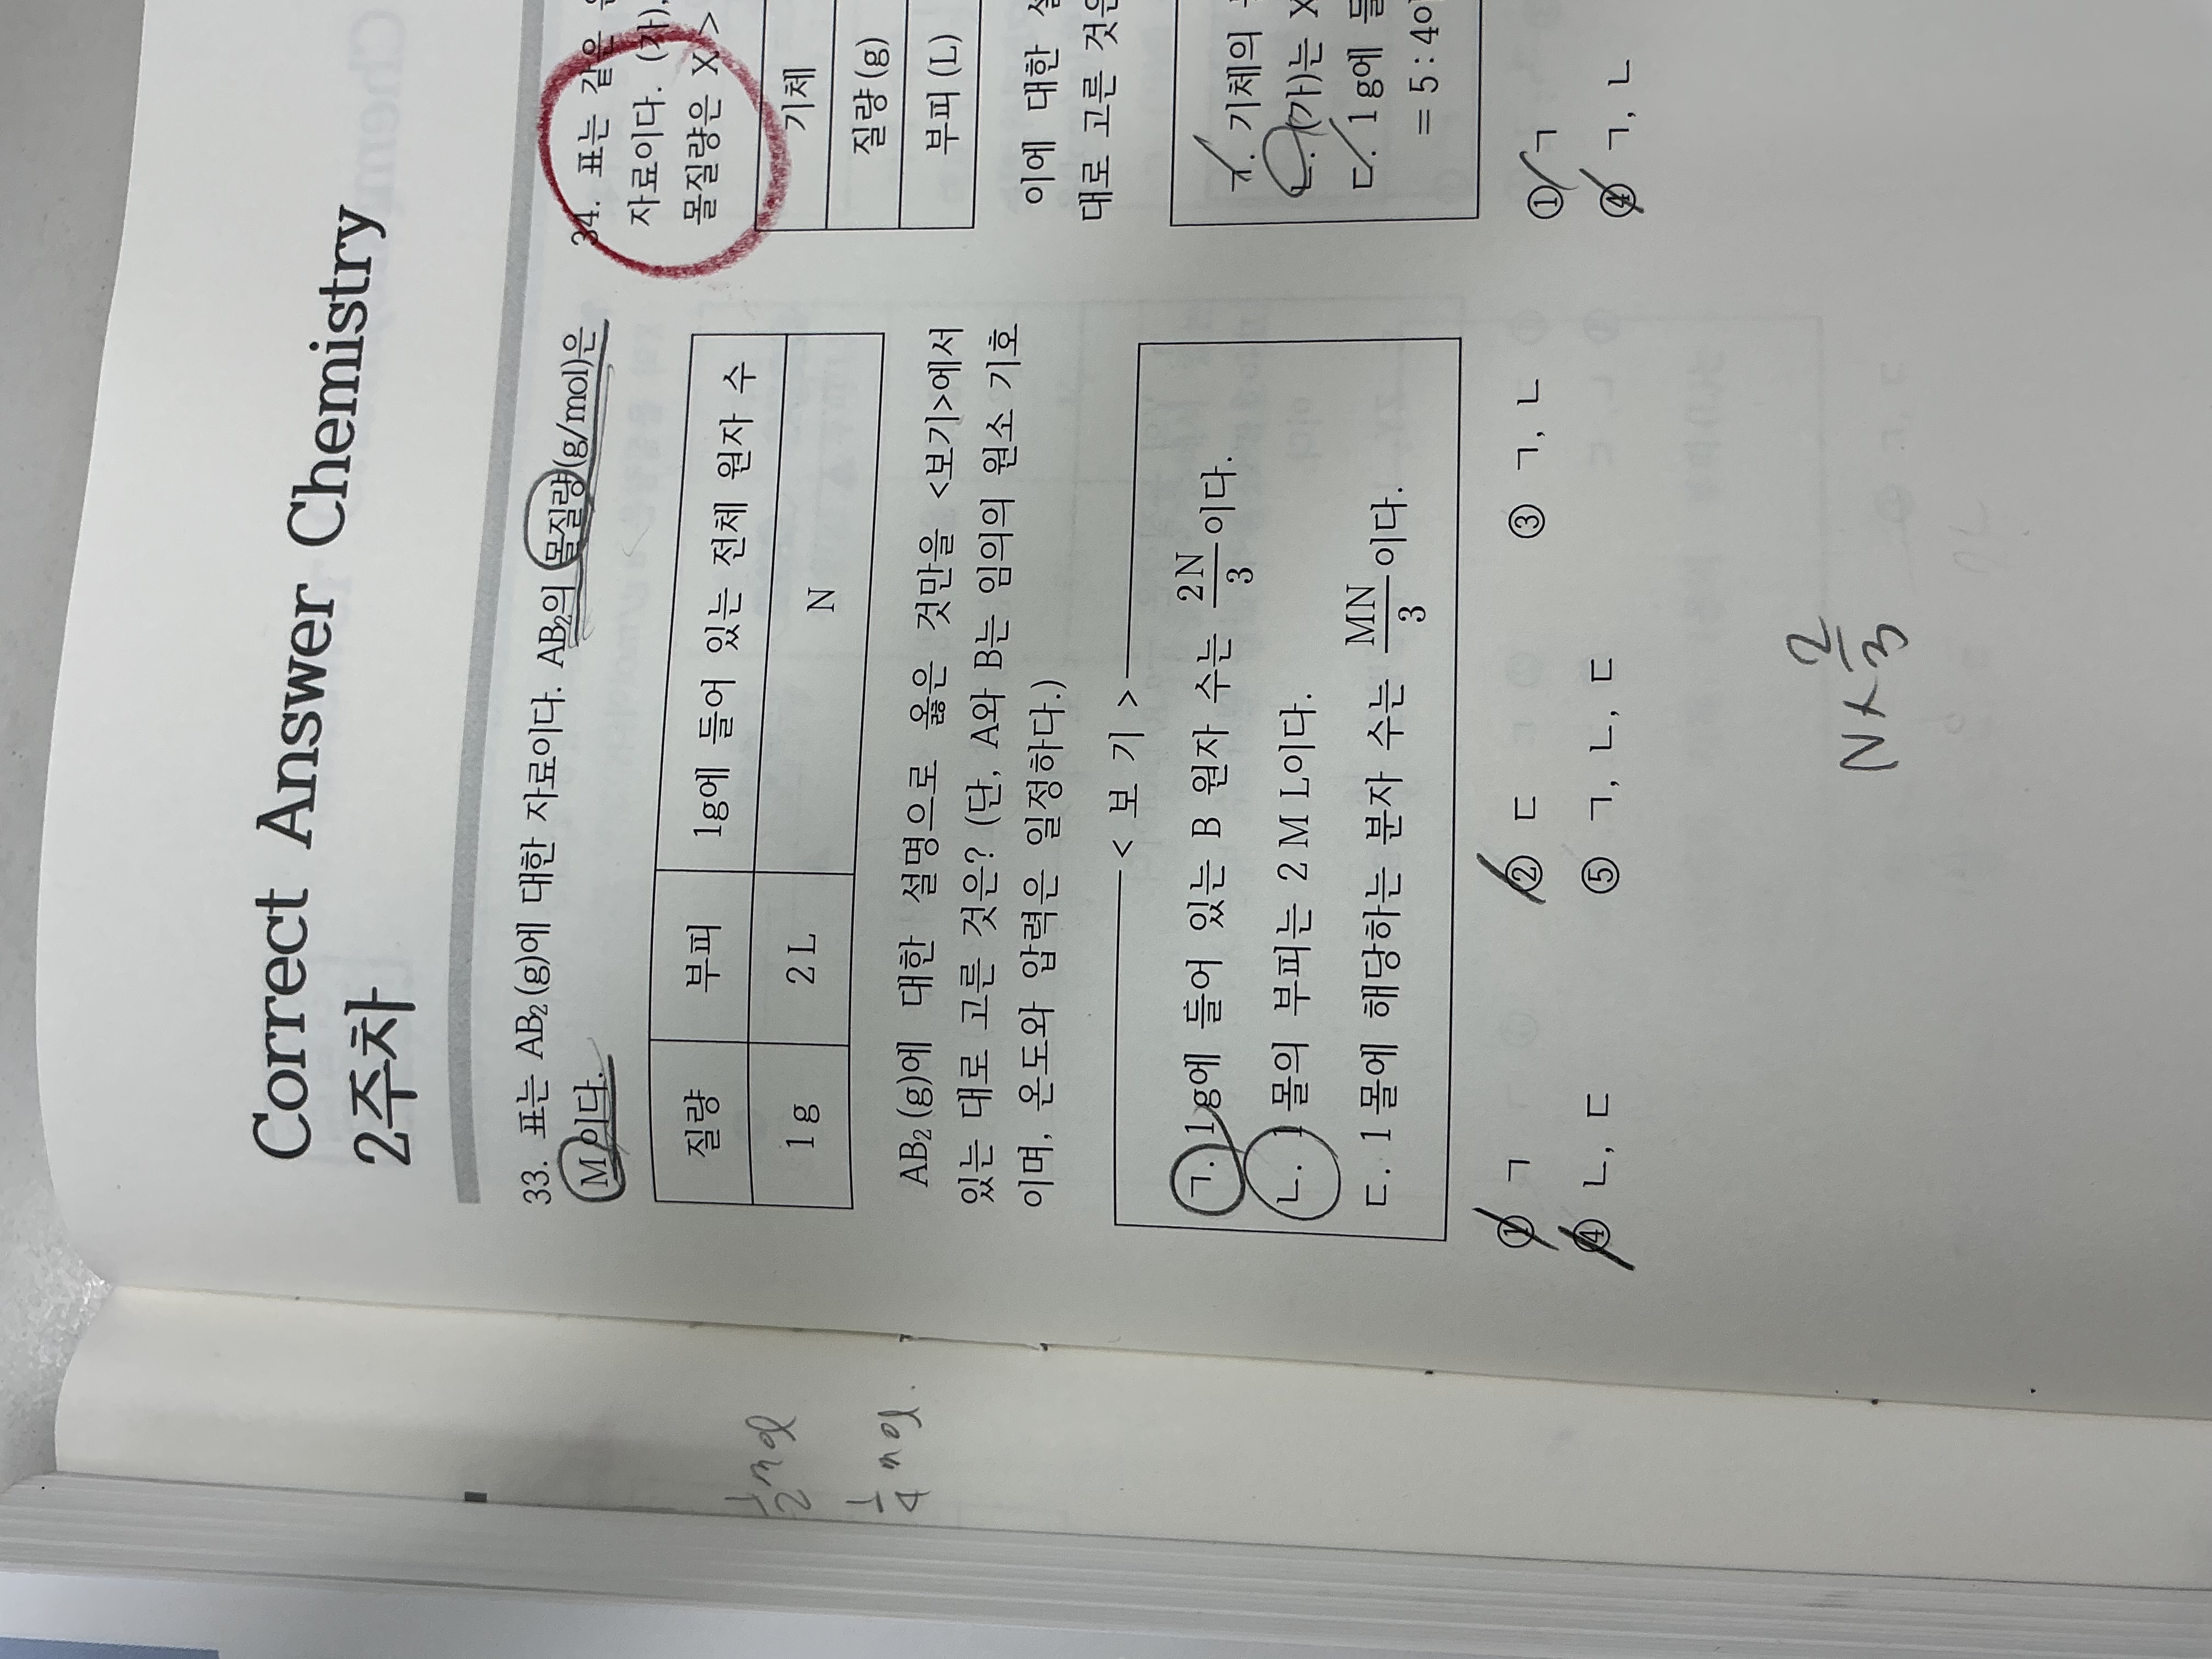 Correct Answer Chemistry
2주차
33. 표는 AB₂(g)에 대한 자료이다. AB₂의 몰질량(g/mol)은
M이다.
질량 부피 1g에 들어 있는 전체 원자 수
1g 2L N
AB₂(g)에 대한 설명으로 옳은 것만을 <보기>에서
있는 대로 고른 것은? (단, A와 B는 임의의 원소 기호
이며, 온도와 압력은 일정하다.)
< 보 기 >
ㄱ. 1g에 들어 있는 B 원자 수는 2N/3이다.
ㄴ. 1몰의 부피는 2M L이다.
ㄷ. 1몰에 해당하는 분자 수는 MN/3이다.
① ㄱ ② ㄷ ③ ㄱ, ㄴ
④ ㄴ, ㄷ ⑤ ㄱ, ㄴ, ㄷ
N × 2/3
1/2 mol
1/4 mol.
34. 표는 같은
자료이다. (가),
몰질량은 X >
기체
질량(g)
부피(L)
이에 대한
대로 고른 것은
ㄱ. 기체의
ㄴ. (가)는 X
ㄷ. 1g에
= 5 : 4이
① ㄱ
④ ㄱ, ㄴ